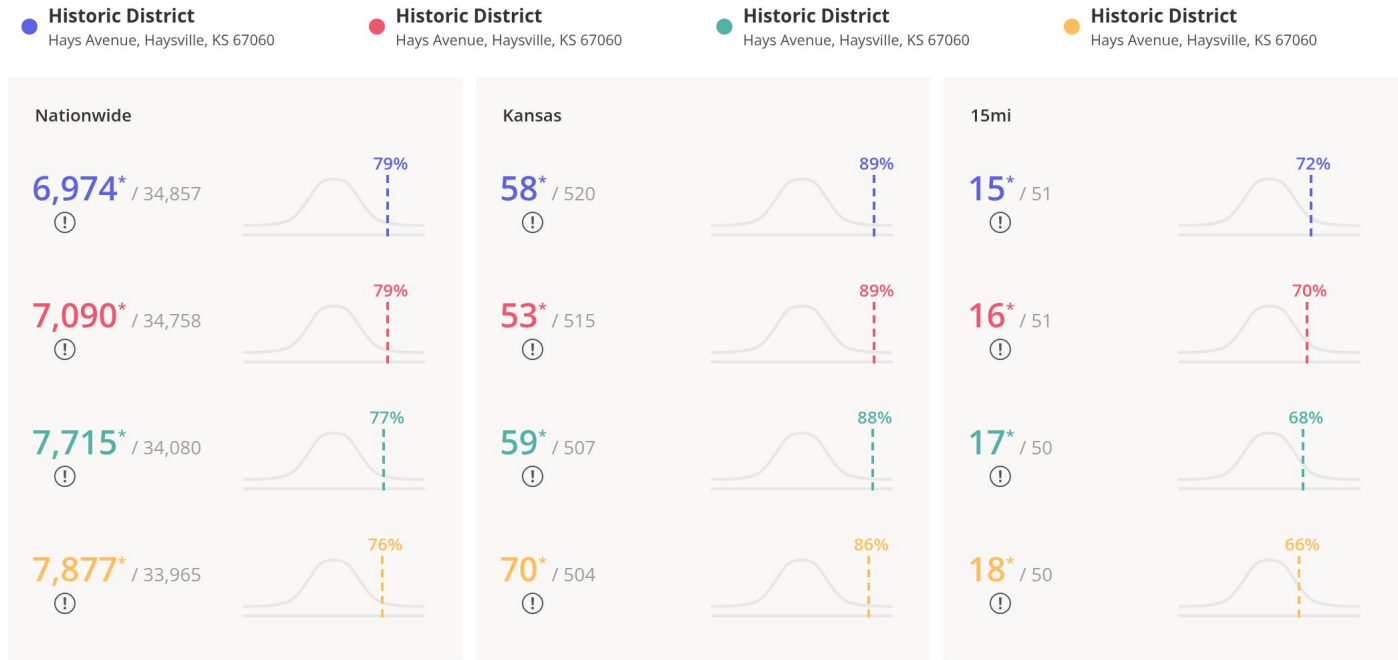 Historic District
Hays Avenue, Haysville, KS 67060
Historic District
Hays Avenue, Haysville, KS 67060
Historic District
Hays Avenue, Haysville, KS 67060
Historic District
Hays Avenue, Haysville, KS 67060
Nationwide
79%
6,974* / 34,857
!
79%
7,090* / 34,758
!
77%
7,715* / 34,080
!
76%
7,877* / 33,965
!
Kansas
89%
58* / 520
!
89%
53* / 515
!
88%
59* / 507
!
86%
70* / 504
!
15mi
72%
15* / 51
!
70%
16* / 51
!
68%
17* / 50
!
66%
18* / 50
!